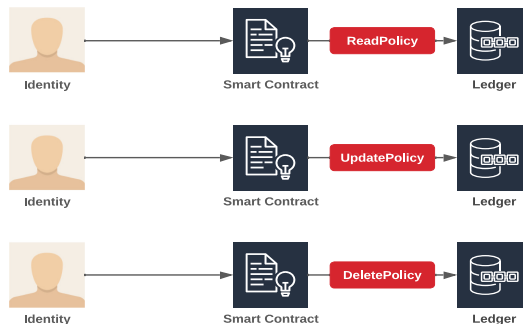 ReadPolicy
Identity Smart Contract Ledger
UpdatePolicy
Identity Smart Contract Ledger
DeletePolicy
Identity Smart Contract Ledger